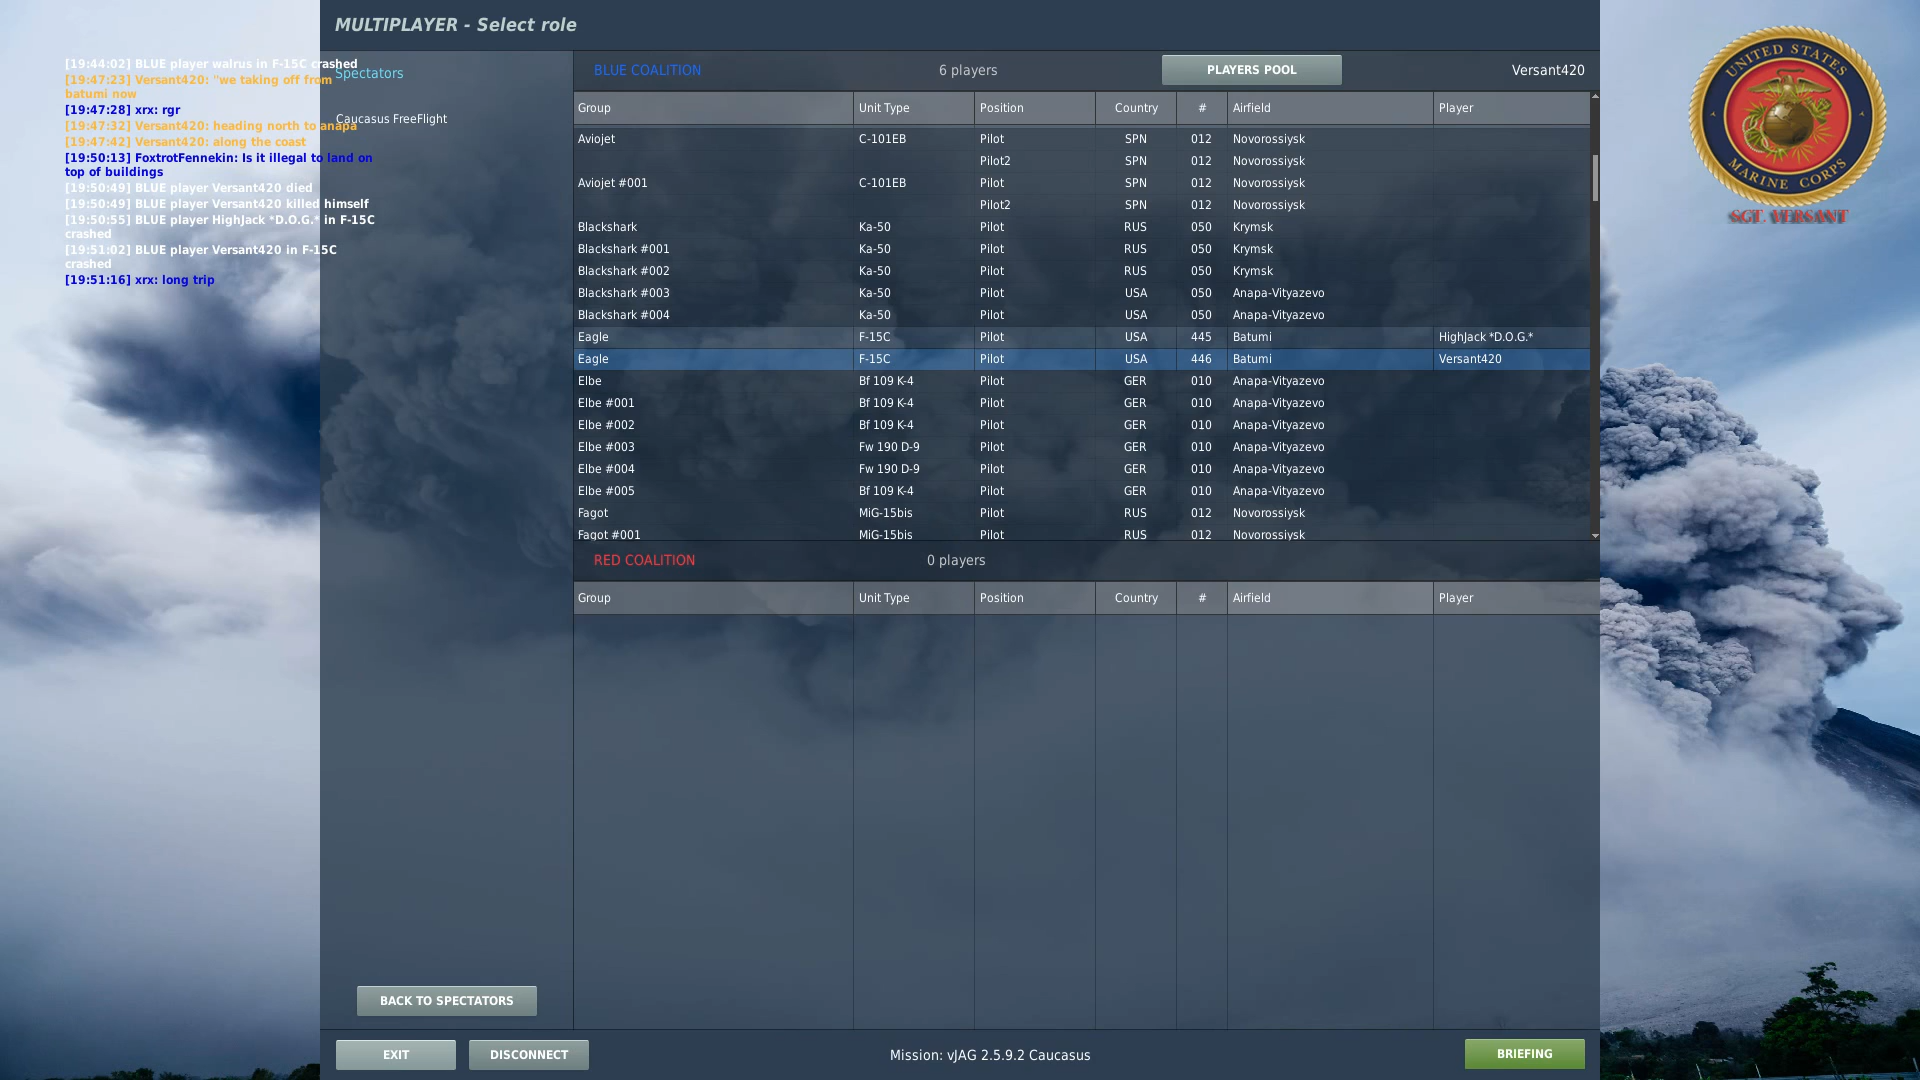 MULTIPLAYER - Select role
[19:44:02] BLUE player walrus in F-15C crashed
[19:47:23] Versant420: "we taking off from
batumi now
[19:47:28] xrx: rgr
[19:47:32] Versant420: heading north to anapa
[19:47:42] Versant420: along the coast
[19:50:13] FoxtrotFennekin: Is it illegal to land on
top of buildings
[19:50:49] BLUE player Versant420 died
[19:50:49] BLUE player Versant420 killed himself
[19:50:55] BLUE player HighJack *D.O.G.* in F-15C
crashed
[19:51:02] BLUE player Versant420 in F-15C
crashed
[19:51:16] xrx: long trip
Spectators
Caucasus FreeFlight
BLUE COALITION 6 players PLAYERS POOL Versant420
Group Unit Type Position Country # Airfield Player
Aviojet C-101EB Pilot SPN 012 Novorossiysk
Pilot2 SPN 012 Novorossiysk
Aviojet #001 C-101EB Pilot SPN 012 Novorossiysk
Pilot2 SPN 012 Novorossiysk
Blackshark Ka-50 Pilot RUS 050 Krymsk
Blackshark #001 Ka-50 Pilot RUS 050 Krymsk
Blackshark #002 Ka-50 Pilot RUS 050 Krymsk
Blackshark #003 Ka-50 Pilot USA 050 Anapa-Vityazevo
Blackshark #004 Ka-50 Pilot USA 050 Anapa-Vityazevo
Eagle F-15C Pilot USA 445 Batumi HighJack *D.O.G.*
Eagle F-15C Pilot USA 446 Batumi Versant420
Elbe Bf 109 K-4 Pilot GER 010 Anapa-Vityazevo
Elbe #001 Bf 109 K-4 Pilot GER 010 Anapa-Vityazevo
Elbe #002 Bf 109 K-4 Pilot GER 010 Anapa-Vityazevo
Elbe #003 Fw 190 D-9 Pilot GER 010 Anapa-Vityazevo
Elbe #004 Fw 190 D-9 Pilot GER 010 Anapa-Vityazevo
Elbe #005 Bf 109 K-4 Pilot GER 010 Anapa-Vityazevo
Fagot MiG-15bis Pilot RUS 012 Novorossiysk
Fagot #001 MiG-15bis Pilot RUS 012 Novorossiysk
RED COALITION 0 players
Group Unit Type Position Country # Airfield Player
BACK TO SPECTATORS
EXIT DISCONNECT Mission: vJAG 2.5.9.2 Caucasus BRIEFING
UNITED STATES
MARINE CORPS
SGT. VERSANT